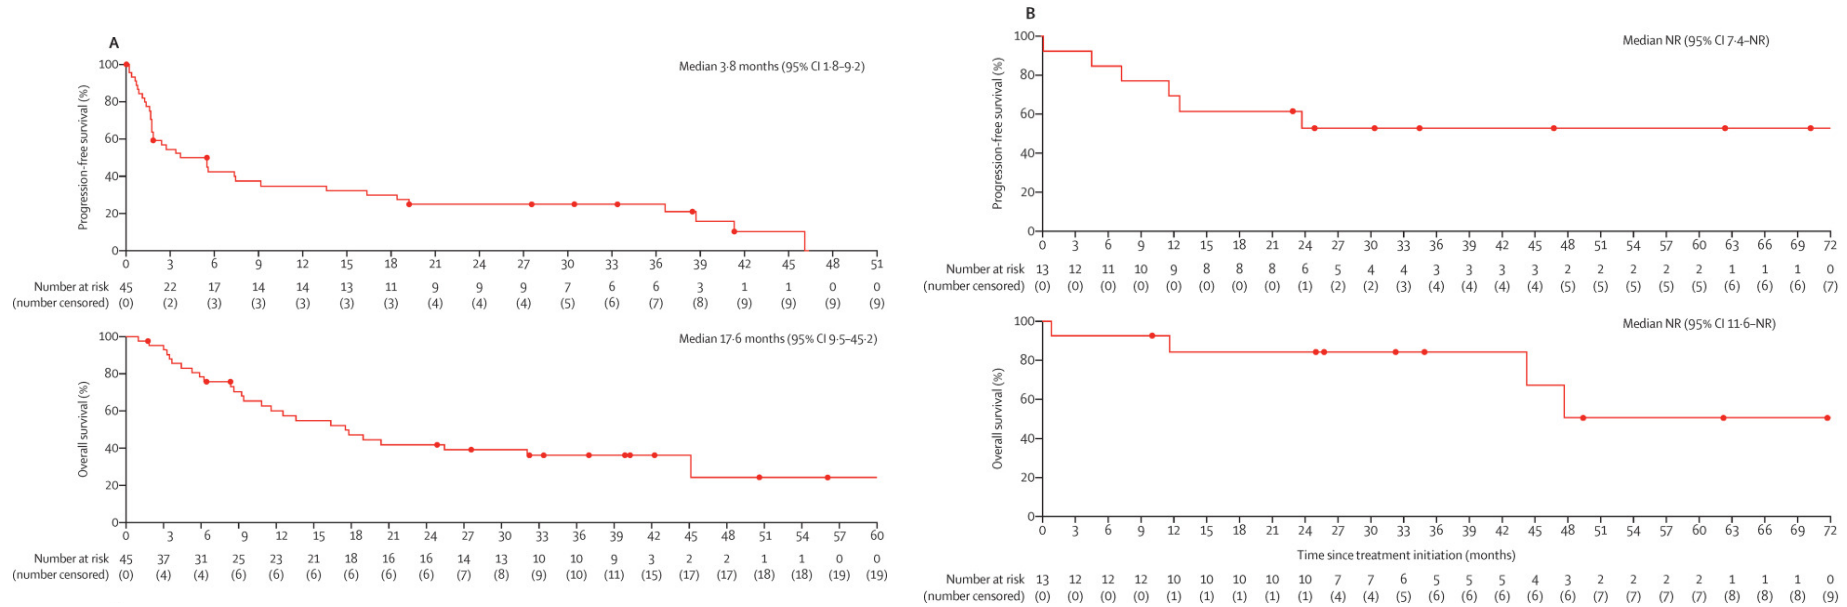 A
Median 3·8 months (95% CI 1·8–9·2)
Progression-free survival (%)
100
80
60
40
20
0
0 3 6 9 12 15 18 21 24 27 30 33 36 39 42 45 48 51
Number at risk 45 22 17 14 14 13 11 9 9 9 7 6 6 3 1 1 0 0
(number censored) (0) (2) (3) (3) (3) (3) (3) (4) (4) (4) (5) (6) (7) (8) (9) (9) (9) (9)
Median 17·6 months (95% CI 9·5–45·2)
Overall survival (%)
100
80
60
40
20
0
0 3 6 9 12 15 18 21 24 27 30 33 36 39 42 45 48 51 54 57 60
Number at risk 45 37 31 25 23 21 18 16 16 14 13 10 10 9 3 2 2 1 1 0 0
(number censored) (0) (4) (4) (6) (6) (6) (6) (6) (6) (7) (8) (9) (10) (11) (15) (17) (17) (18) (18) (19) (19)
B
Median NR (95% CI 7·4–NR)
Progression-free survival (%)
100
80
60
40
20
0
0 3 6 9 12 15 18 21 24 27 30 33 36 39 42 45 48 51 54 57 60 63 66 69 72
Number at risk 13 12 11 10 9 8 8 8 6 5 4 4 3 3 3 3 2 2 2 2 2 1 1 1 0
(number censored) (0) (0) (0) (0) (0) (0) (0) (0) (1) (2) (2) (3) (4) (4) (4) (4) (5) (5) (5) (5) (5) (6) (6) (6) (7)
Median NR (95% CI 11·6–NR)
Overall survival (%)
100
80
60
40
20
0
0 3 6 9 12 15 18 21 24 27 30 33 36 39 42 45 48 51 54 57 60 63 66 69 72
Time since treatment initiation (months)
Number at risk 13 12 12 12 10 10 10 10 10 7 7 6 5 5 5 4 3 2 2 2 2 1 1 1 0
(number censored) (0) (0) (0) (0) (1) (1) (1) (1) (1) (4) (4) (5) (6) (6) (6) (6) (6) (7) (7) (7) (7) (8) (8) (8) (9)